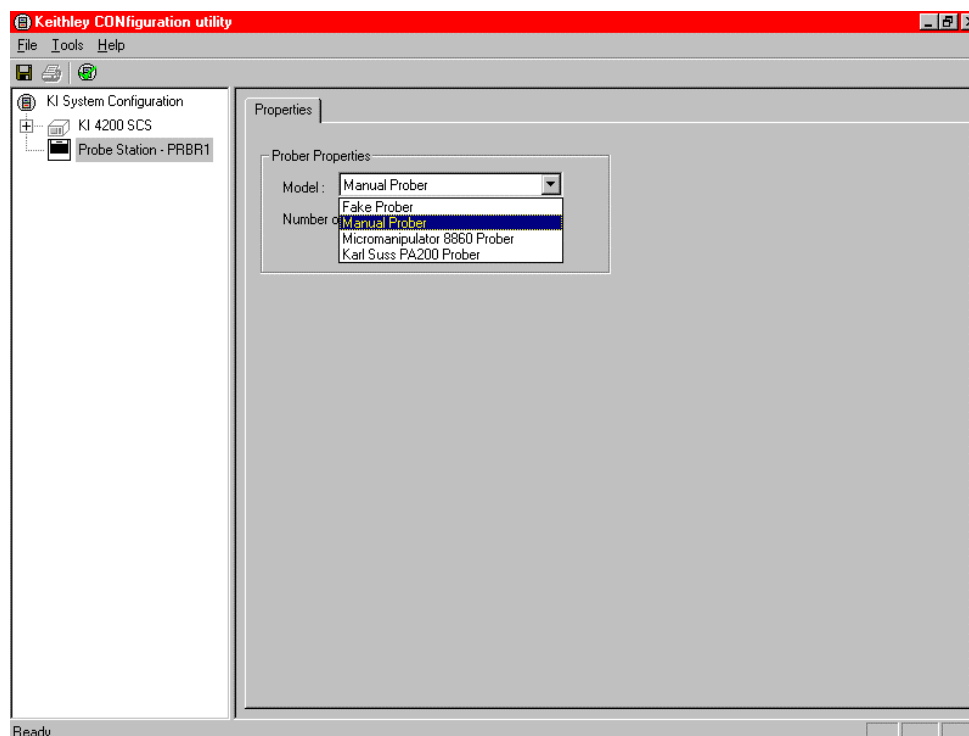 Keithley CONfiguration utility
File Tools Help
KI System Configuration
KI 4200 SCS
Probe Station - PRBR1
Properties
Prober Properties
Model : Manual Prober
Fake Prober
Number o
Manual Prober
Micromanipulator 8860 Prober
Karl Suss PA200 Prober
Ready